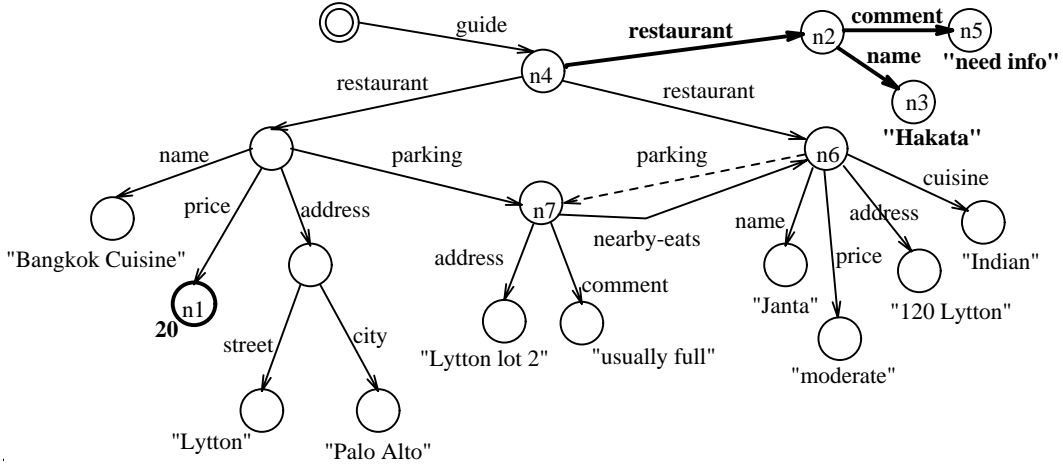 guide
restaurant
comment
n2
n5
name
"need info"
n4
restaurant
restaurant
n3
"Hakata"
name
parking
parking
n6
cuisine
price
address
n7
name
address
nearby-eats
"Bangkok Cuisine"
address
price
"Indian"
n1
20
comment
"Janta"
"120 Lytton"
street
city
"Lytton lot 2"
"usually full"
"moderate"
"Lytton"
"Palo Alto"